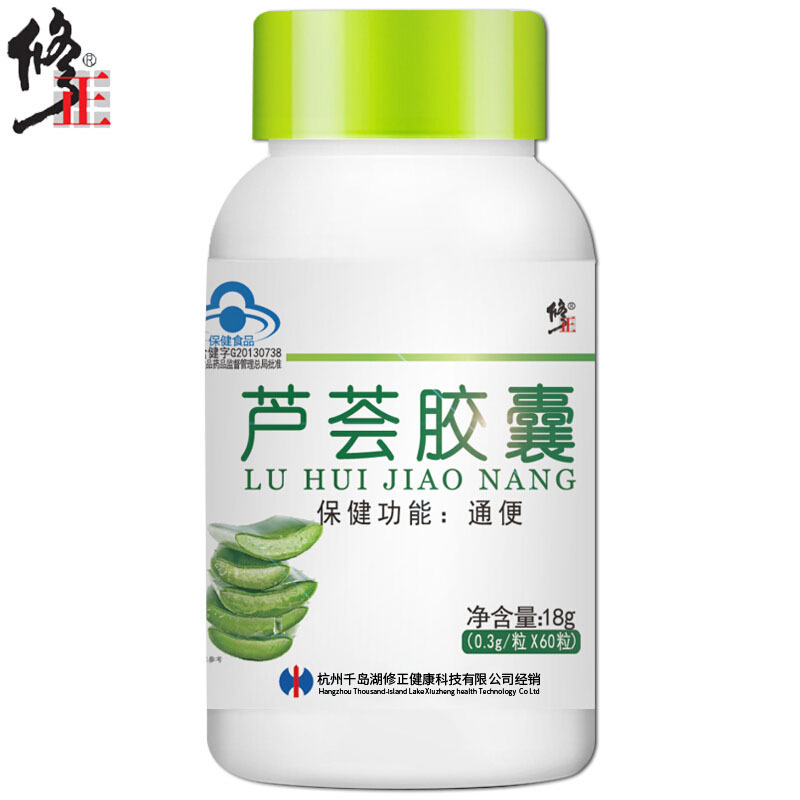 修正®
修正®
保健食品
健字G20130738
品药品监督管理总局批准
芦荟胶囊
LU HUI JIAO NANG
保健功能：通便
净含量:18g
(0.3g/粒X60粒)
参考
杭州千岛湖修正健康科技有限公司经销
Hangzhou Thousand-island Lake Xiuzheng health Technology Co Ltd